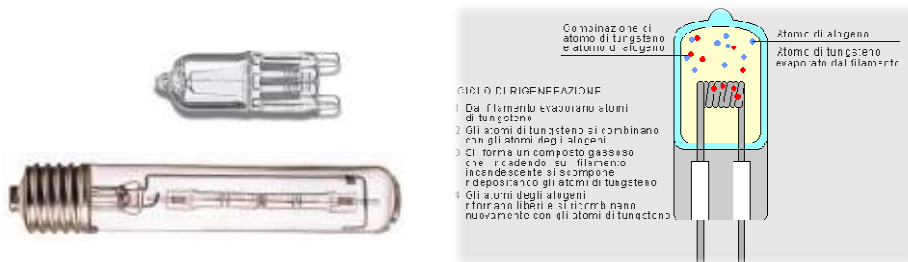 Combinazione di
atomo di tungsteno
e atomo di alogeno
Atomo di alogeno
Atomo di tungsteno
evaporato dal filamento
CICLO DI RIGENERAZIONE
1 Dal filamento evaporano atomi
di tungsteno
2 Gli atomi di tungsteno si combinano
con gli atomi degli alogeni
3 Si forma un composto gassoso
che ricadendo sul filamento
incandescente si scompone
ridepositando gli atomi di tungsteno
4 Gli atomi degli alogeni
ritornano liberi e si ricombinano
nuovamente con gli atomi di tungsteno